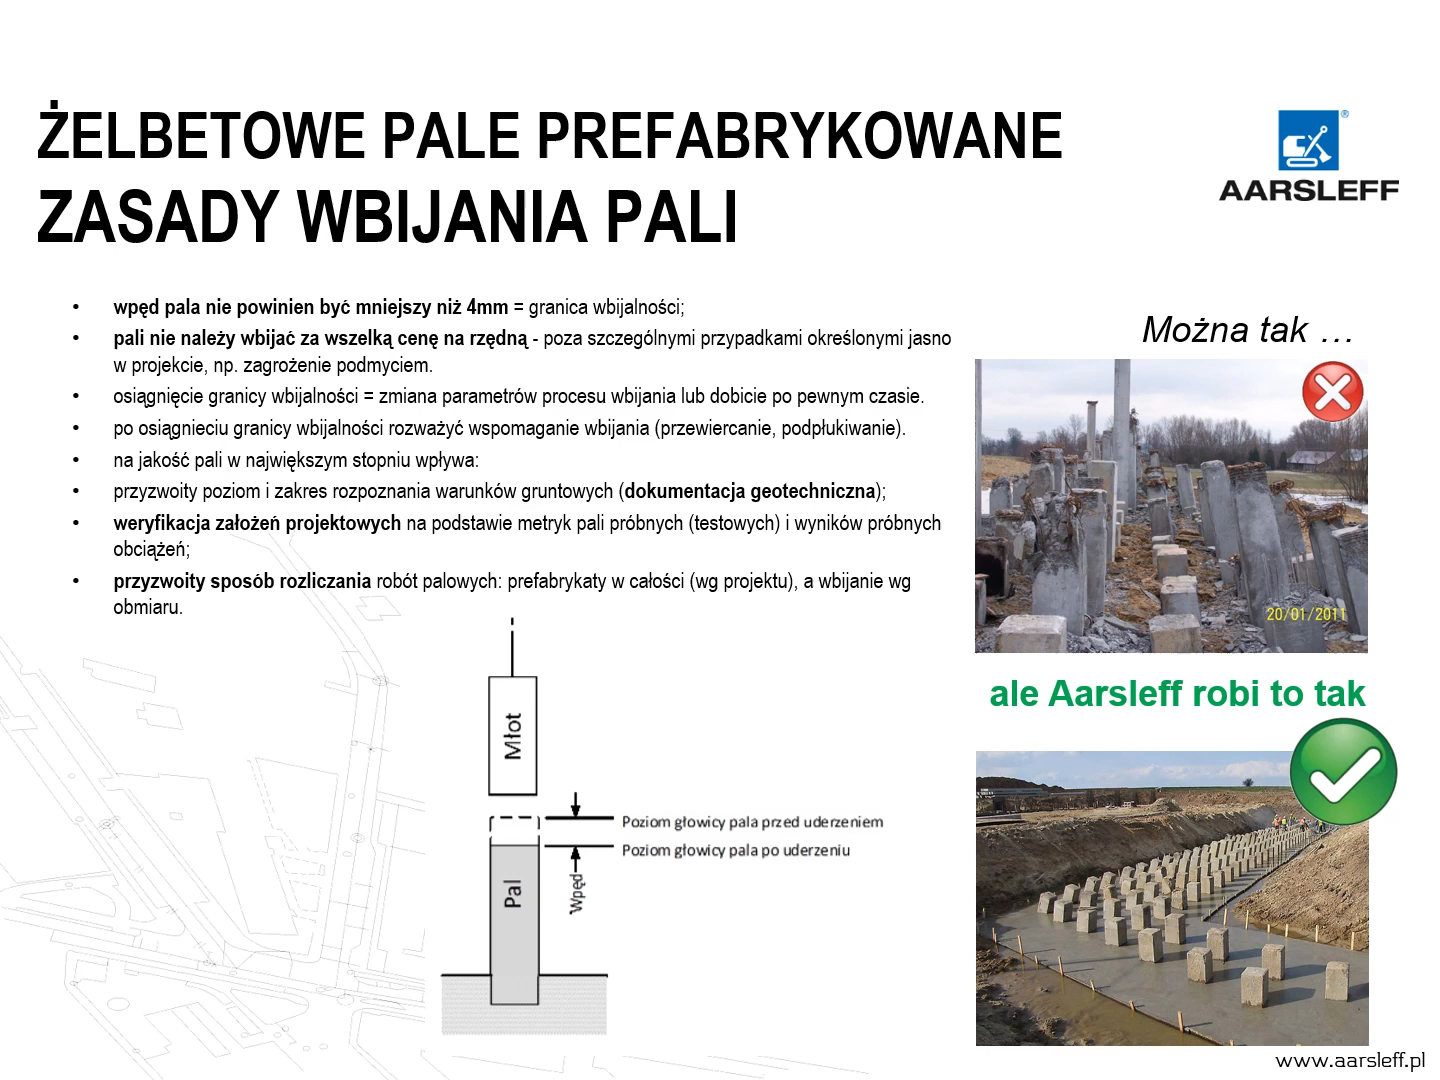 ŻELBETOWE PALE PREFABRYKOWANE
ZASADY WBIJANIA PALI
AARSLEFF
®
• wpęd pala nie powinien być mniejszy niż 4mm = granica wbijalności;
• pali nie należy wbijać za wszelką cenę na rzędną - poza szczególnymi przypadkami określonymi jasno
w projekcie, np. zagrożenie podmyciem.
• osiągnięcie granicy wbijalności = zmiana parametrów procesu wbijania lub dobicie po pewnym czasie.
• po osiągnieciu granicy wbijalności rozważyć wspomaganie wbijania (przewiercanie, podpłukiwanie).
• na jakość pali w największym stopniu wpływa:
• przyzwoity poziom i zakres rozpoznania warunków gruntowych (dokumentacja geotechniczna);
• weryfikacja założeń projektowych na podstawie metryk pali próbnych (testowych) i wyników próbnych
obciążeń;
• przyzwoity sposób rozliczania robót palowych: prefabrykaty w całości (wg projektu), a wbijanie wg
obmiaru.
Można tak …
20/01/2011
ale Aarsleff robi to tak
Młot
Poziom głowicy pala przed uderzeniem
Poziom głowicy pala po uderzeniu
Pal
Wpęd
www.aarsleff.pl